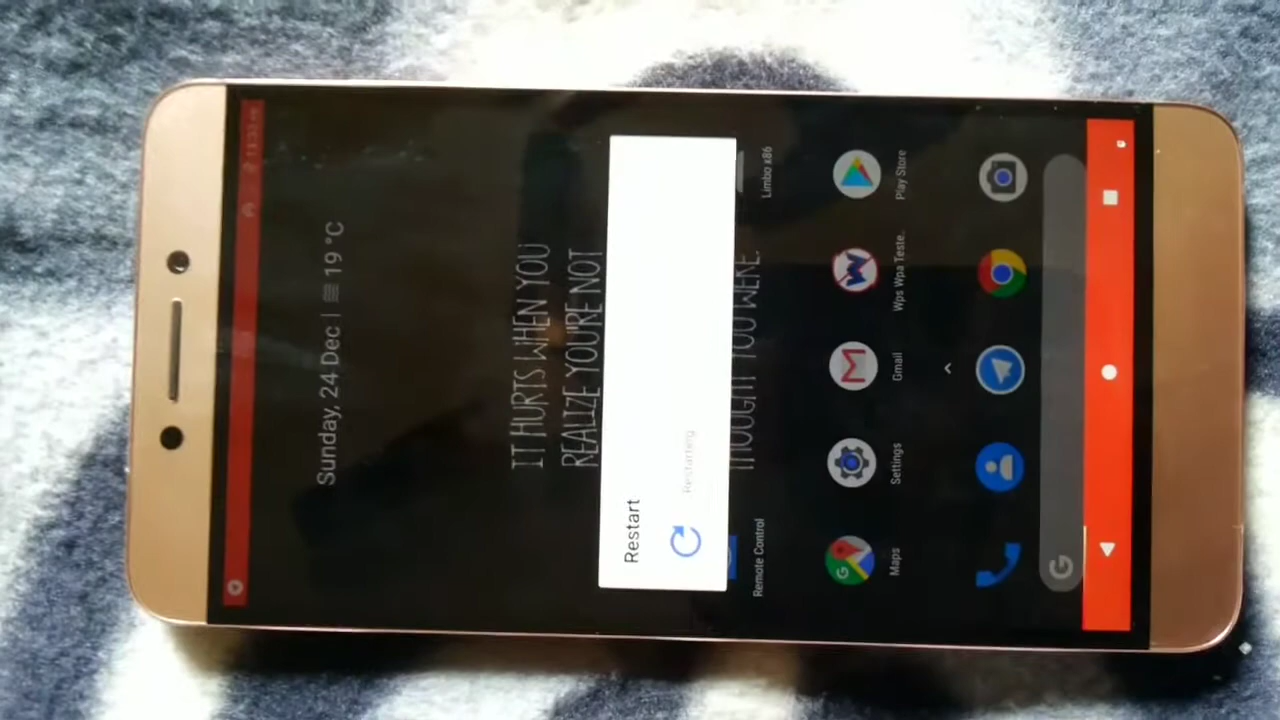 Sunday, 24 Dec | 19 °C
IT HURTS WHEN YOU
REALIZE YOU'RE NOT
THOUGHT YOU WERE.
Restart
Restarting
Remote Control
Limbo x86
Maps
Settings
Gmail
Wps Wpa Teste..
Play Store
G